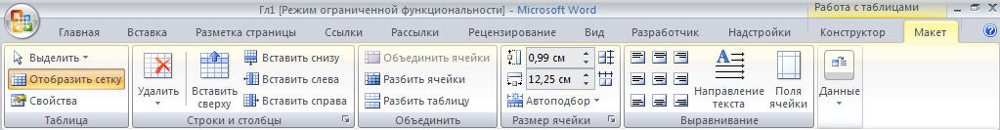 Гл1 [Режим ограниченной функциональности] - Microsoft Word
Работа с таблицами
Главная Вставка Разметка страницы Ссылки Рассылки Рецензирование Вид Разработчик Надстройки Конструктор Макет
Выделить
Отобразить сетку
Свойства
Таблица
Удалить
Вставить сверху
Вставить снизу
Вставить слева
Вставить справа
Строки и столбцы
Объединить ячейки
Разбить ячейки
Разбить таблицу
Объединить
0,99 см
12,25 см
Автоподбор
Размер ячейки
Направление
текста
Поля
ячейки
Выравнивание
Данные